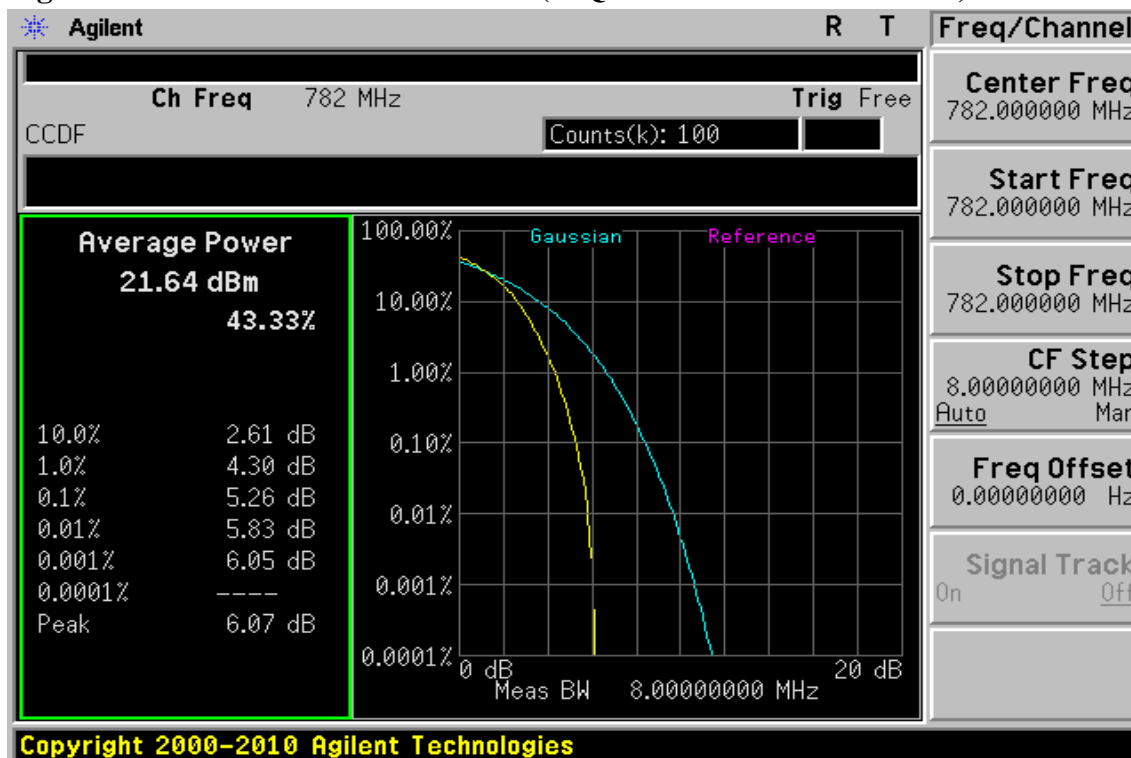 Agilent R T
Freq/Channel
Ch Freq 782 MHz Trig Free
CCDF Counts(k): 100
Average Power
21.64 dBm
43.33%
10.0% 2.61 dB
1.0% 4.30 dB
0.1% 5.26 dB
0.01% 5.83 dB
0.001% 6.05 dB
0.0001% ----
Peak 6.07 dB
Gaussian Reference
100.00%
10.00%
1.00%
0.10%
0.01%
0.001%
0.0001%
0 dB 20 dB
Meas BW 8.00000000 MHz
Center Freq
782.000000 MHz
Start Freq
782.000000 MHz
Stop Freq
782.000000 MHz
CF Step
8.00000000 MHz
Auto Man
Freq Offset
0.00000000 Hz
Signal Track
On Off
Copyright 2000-2010 Agilent Technologies